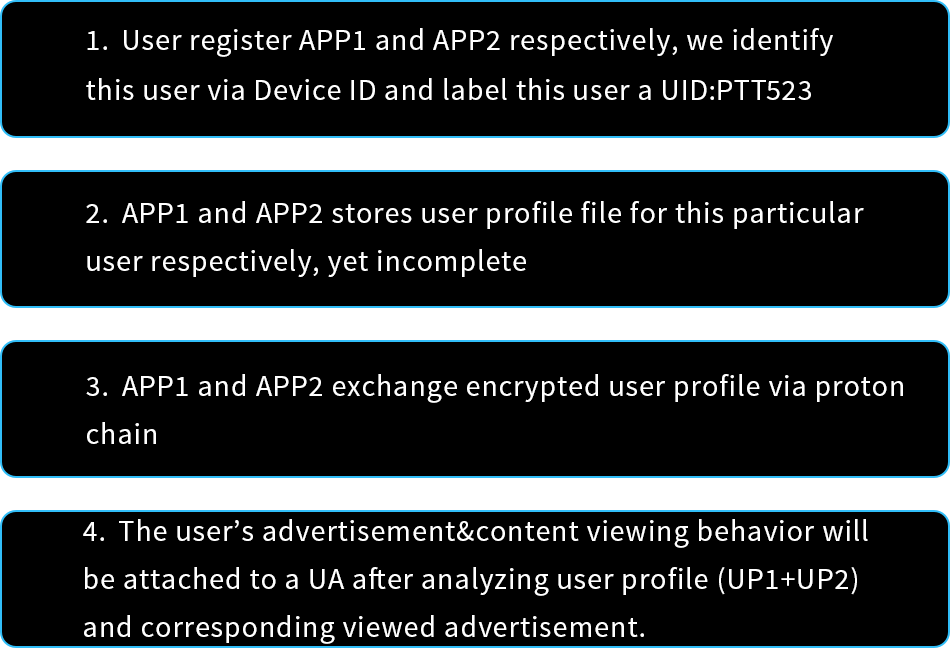 1. User register APP1 and APP2 respectively, we identify
this user via Device ID and label this user a UID:PTT523
2. APP1 and APP2 stores user profile file for this particular
user respectively, yet incomplete
3. APP1 and APP2 exchange encrypted user profile via proton
chain
4. The user’s advertisement&content viewing behavior will
be attached to a UA after analyzing user profile (UP1+UP2)
and corresponding viewed advertisement.